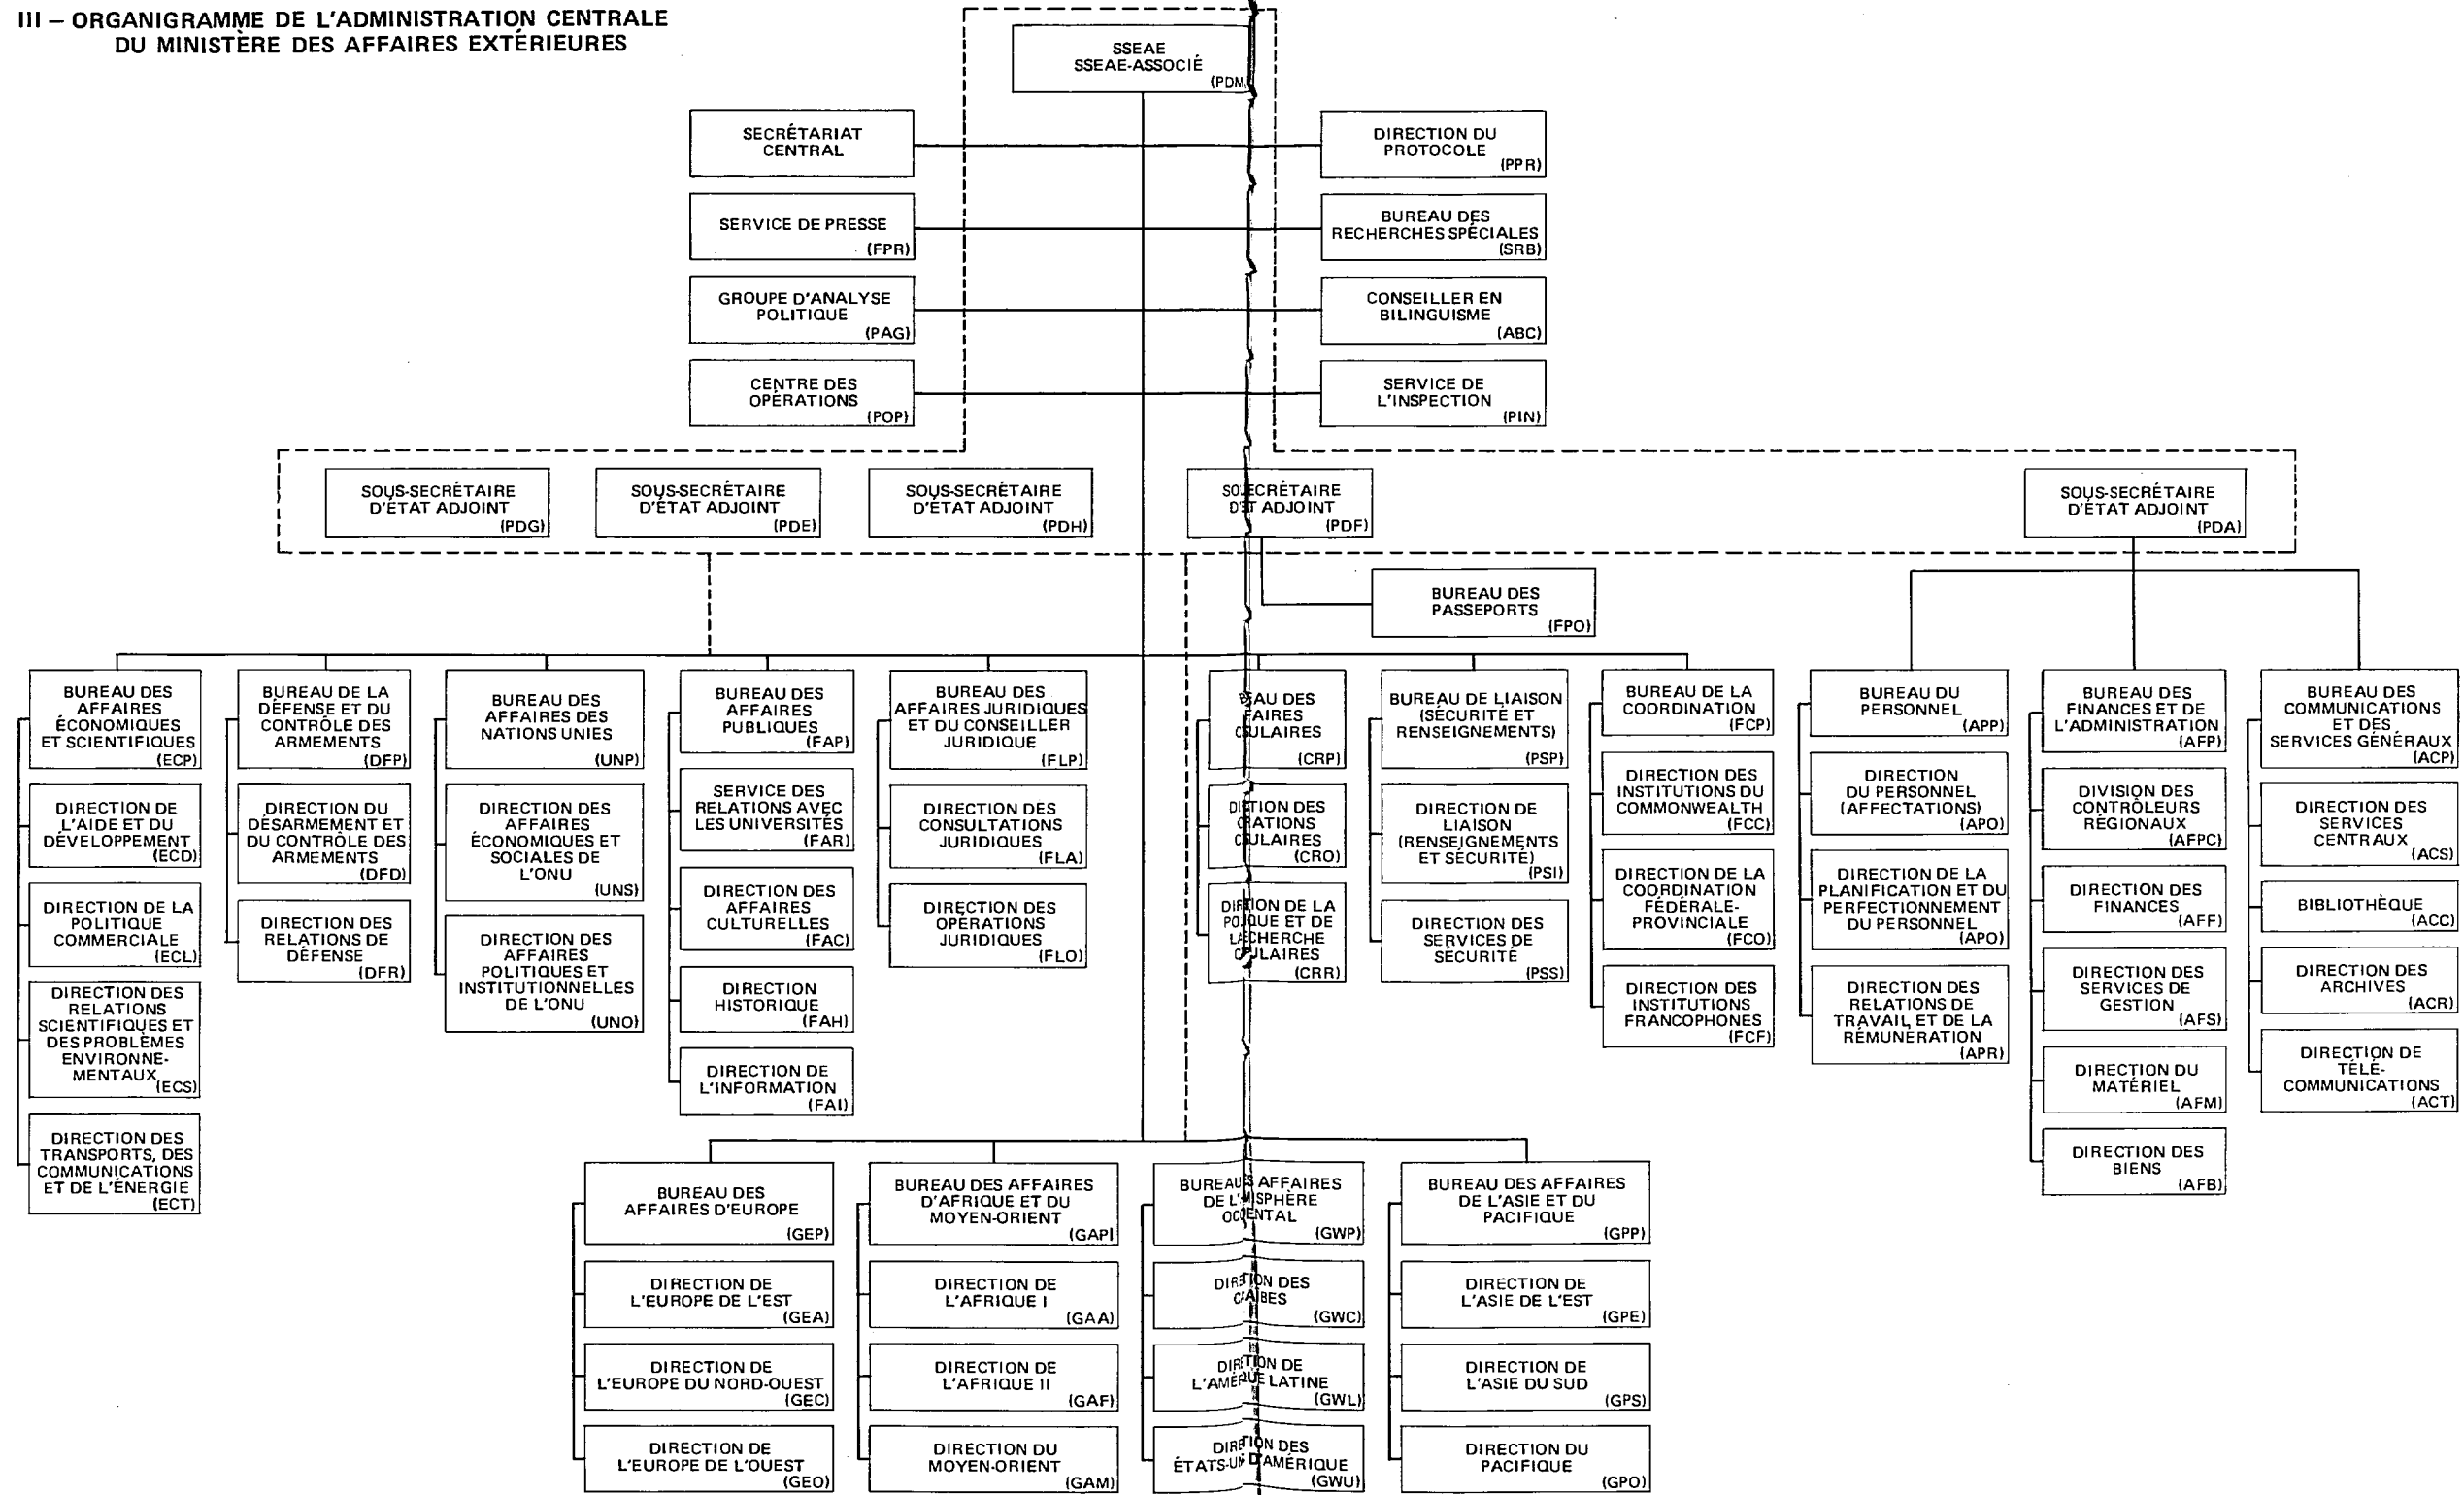 III – ORGANIGRAMME DE L'ADMINISTRATION CENTRALE
DU MINISTÈRE DES AFFAIRES EXTÉRIEURES
SSEAE
SSEAE-ASSOCIÉ
(PDM
SECRÉTARIAT
CENTRAL
DIRECTION DU
PROTOCOLE
(PPR)
SERVICE DE PRESSE
(FPR)
BUREAU DES
RECHERCHES SPÉCIALES
(SRB)
GROUPE D'ANALYSE
POLITIQUE
(PAG)
CONSEILLER EN
BILINGUISME
(ABC)
CENTRE DES
OPÉRATIONS
(POP)
SERVICE DE
L'INSPECTION
(PIN)
SOUS-SECRÉTAIRE
D'ÉTAT ADJOINT
(PDG)
SOUS-SECRÉTAIRE
D'ÉTAT ADJOINT
(PDE)
SOUS-SECRÉTAIRE
D'ÉTAT ADJOINT
(PDH)
ADJOINT
(PDF)
SOUS-SECRÉTAIRE
D'ÉTAT ADJOINT
(PDA)
BUREAU DES
PASSEPORTS
(FPO)
BUREAU DES
AFFAIRES
ÉCONOMIQUES
ET SCIENTIFIQUES
(ECP)
DIRECTION DE
L'AIDE ET DU
DÉVELOPPEMENT
(ECD)
DIRECTION DE LA
POLITIQUE
COMMERCIALE
(ECL)
DIRECTION DES
RELATIONS
SCIENTIFIQUES ET
DES PROBLÈMES
ENVIRONNE-
MENTAUX
(ECS)
DIRECTION DES
TRANSPORTS, DES
COMMUNICATIONS
ET DE L'ÉNERGIE
(ECT)
BUREAU DE LA
DÉFENSE ET DU
CONTRÔLE DES
ARMEMENTS
(DFP)
DIRECTION DU
DÉSARMEMENT ET
DU CONTRÔLE DES
ARMEMENTS
(DFD)
DIRECTION DES
RELATIONS DE
DÉFENSE
(DFR)
BUREAU DES
AFFAIRES DES
NATIONS UNIES
(UNP)
DIRECTION DES
AFFAIRES
ÉCONOMIQUES ET
SOCIALES DE
L'ONU
(UNS)
DIRECTION DES
AFFAIRES
POLITIQUES ET
INSTITUTIONNELLES
DE L'ONU
(UNO)
BUREAU DES
AFFAIRES
PUBLIQUES
(FAP)
SERVICE DES
RELATIONS AVEC
LES UNIVERSITÉS
(FAR)
DIRECTION DES
AFFAIRES
CULTURELLES
(FAC)
DIRECTION
HISTORIQUE
(FAH)
DIRECTION DE
L'INFORMATION
(FAI)
BUREAU DES
AFFAIRES JURIDIQUES
ET DU CONSEILLER
JURIDIQUE
(FLP)
DIRECTION DES
CONSULTATIONS
JURIDIQUES
(FLA)
DIRECTION DES
OPÉRATIONS
JURIDIQUES
(FLO)
DES
(CRP)
DES
(CRO)
DE LA
ET DE
(CRR)
BUREAU DE LIAISON
(SÉCURITÉ ET
RENSEIGNEMENTS)
(PSP)
DIRECTION DE
LIAISON
(RENSEIGNEMENTS
ET SÉCURITÉ)
(PSI)
DIRECTION DES
SERVICES DE
SÉCURITÉ
(PSS)
BUREAU DE LA
COORDINATION
(FCP)
DIRECTION DES
INSTITUTIONS DU
COMMONWEALTH
(FCC)
DIRECTION DE LA
COORDINATION
FÉDÉRALE-
PROVINCIALE
(FCO)
DIRECTION DES
INSTITUTIONS
FRANCOPHONES
(FCF)
BUREAU DU
PERSONNEL
(APP)
DIRECTION
DU PERSONNEL
(AFFECTATIONS)
(APO)
DIRECTION DE LA
PLANIFICATION ET DU
PERFECTIONNEMENT
DU PERSONNEL
(APO)
DIRECTION DES
RELATIONS DE
TRAVAIL ET DE LA
RÉMUNÉRATION
(APR)
BUREAU DES
FINANCES ET DE
L'ADMINISTRATION
(AFP)
DIVISION DES
CONTRÔLEURS
RÉGIONAUX
(AFPC)
DIRECTION DES
FINANCES
(AFF)
DIRECTION DES
SERVICES DE
GESTION
(AFS)
DIRECTION DU
MATÉRIEL
(AFM)
DIRECTION DES
BIENS
(AFB)
BUREAU DES
COMMUNICATIONS
ET DES
SERVICES GÉNÉRAUX
(ACP)
DIRECTION DES
SERVICES
CENTRAUX
(ACS)
BIBLIOTHÈQUE
(ACC)
DIRECTION DES
ARCHIVES
(ACR)
DIRECTION DE
TÉLÉ-
COMMUNICATIONS
(ACT)
BUREAU DES
AFFAIRES D'EUROPE
(GEP)
DIRECTION DE
L'EUROPE DE L'EST
(GEA)
DIRECTION DE
L'EUROPE DU NORD-OUEST
(GEC)
DIRECTION DE
L'EUROPE DE L'OUEST
(GEO)
BUREAU DES AFFAIRES
D'AFRIQUE ET DU
MOYEN-ORIENT
(GAP)
DIRECTION DE
L'AFRIQUE I
(GAA)
DIRECTION DE
L'AFRIQUE II
(GAF)
DIRECTION DU
MOYEN-ORIENT
(GAM)
AFFAIRES
DE
(GWP)
DES
(GWC)
DE
LATINE
(GWL)
DES
D'AMÉRIQUE
(GWU)
BUREAU DES AFFAIRES
DE L'ASIE ET DU
PACIFIQUE
(GPP)
DIRECTION DE
L'ASIE DE L'EST
(GPE)
DIRECTION DE
L'ASIE DU SUD
(GPS)
DIRECTION DU
PACIFIQUE
(GPO)